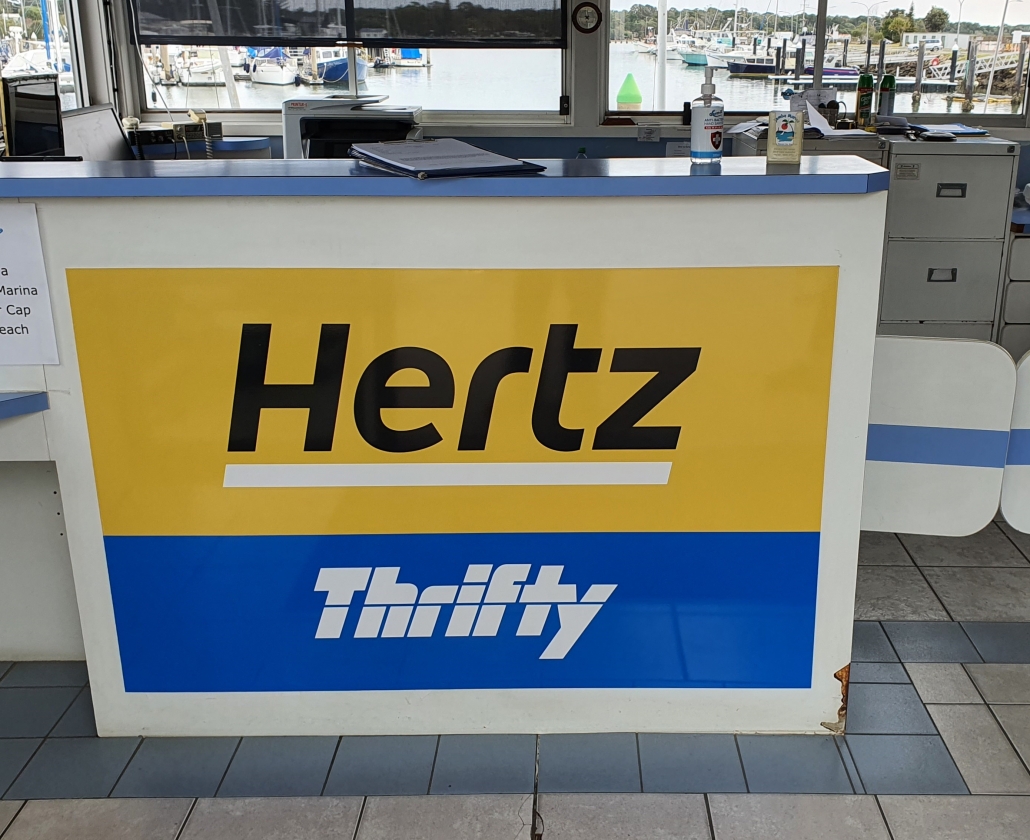 a
Marina
Cap
each
Hertz
Thrifty